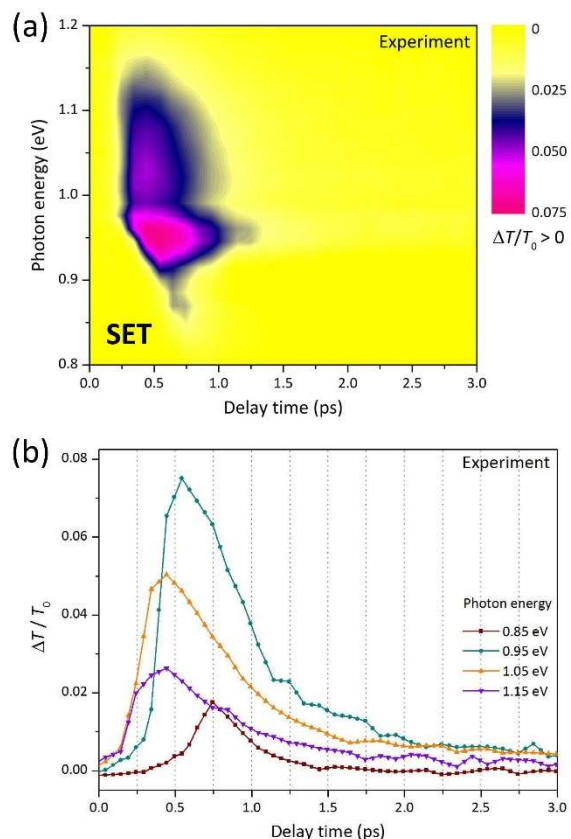 (a)
Experiment
1.2
1.1
1.0
0.9
0.8
Photon energy (eV)
SET
0.0 0.5 1.0 1.5 2.0 2.5 3.0
Delay time (ps)
0
0.025
0.050
0.075
ΔT/T₀ > 0
(b)
Experiment
0.08
0.06
0.04
0.02
0.00
ΔT / T₀
Photon energy
0.85 eV
0.95 eV
1.05 eV
1.15 eV
0.0 0.5 1.0 1.5 2.0 2.5 3.0
Delay time (ps)